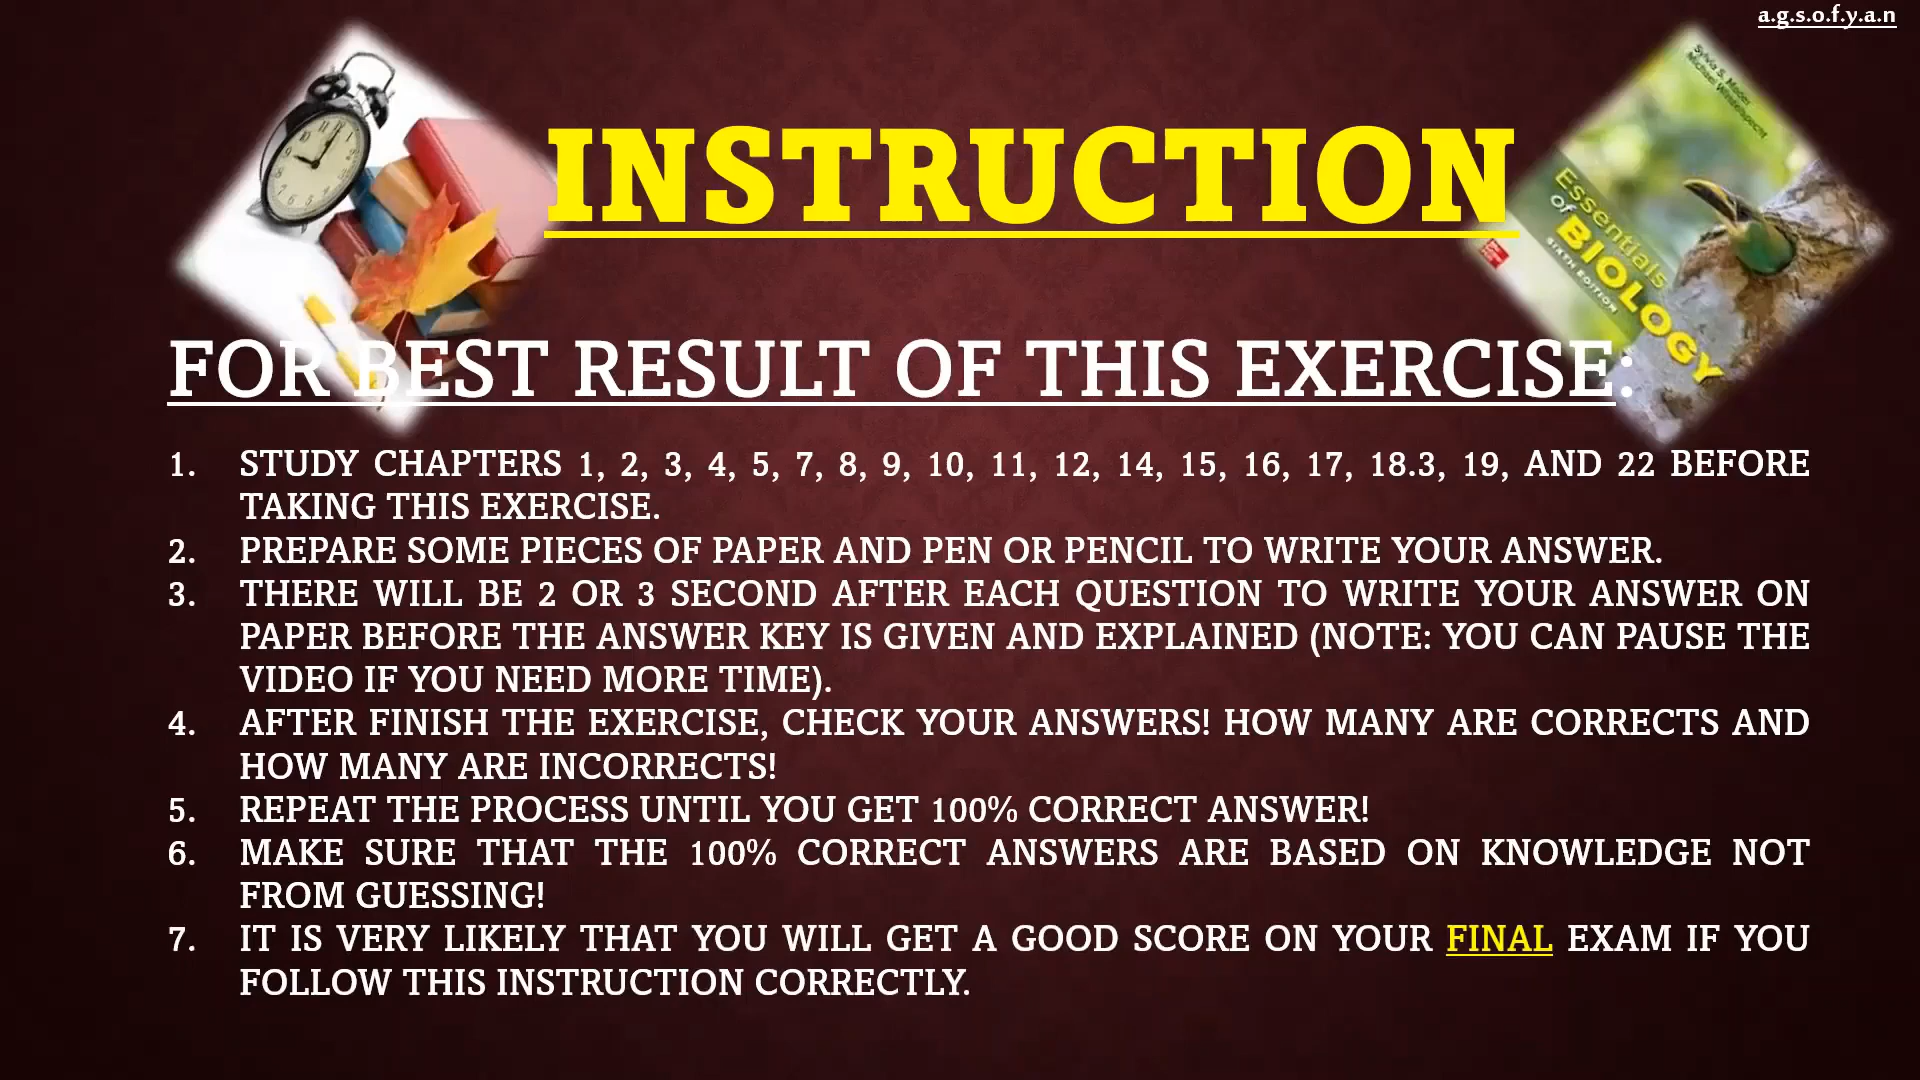 a.g.s.o.f.y.a.n
Sylvia S. Mader
Michael Windelspecht
INSTRUCTION
Essentials
of
BIOLOGY
SIXTH EDITION
FOR BEST RESULT OF THIS EXERCISE:
1. STUDY CHAPTERS 1, 2, 3, 4, 5, 7, 8, 9, 10, 11, 12, 14, 15, 16, 17, 18.3, 19, AND 22 BEFORE
TAKING THIS EXERCISE.
2. PREPARE SOME PIECES OF PAPER AND PEN OR PENCIL TO WRITE YOUR ANSWER.
3. THERE WILL BE 2 OR 3 SECOND AFTER EACH QUESTION TO WRITE YOUR ANSWER ON
PAPER BEFORE THE ANSWER KEY IS GIVEN AND EXPLAINED (NOTE: YOU CAN PAUSE THE
VIDEO IF YOU NEED MORE TIME).
4. AFTER FINISH THE EXERCISE, CHECK YOUR ANSWERS! HOW MANY ARE CORRECTS AND
HOW MANY ARE INCORRECTS!
5. REPEAT THE PROCESS UNTIL YOU GET 100% CORRECT ANSWER!
6. MAKE SURE THAT THE 100% CORRECT ANSWERS ARE BASED ON KNOWLEDGE NOT
FROM GUESSING!
7. IT IS VERY LIKELY THAT YOU WILL GET A GOOD SCORE ON YOUR FINAL EXAM IF YOU
FOLLOW THIS INSTRUCTION CORRECTLY.